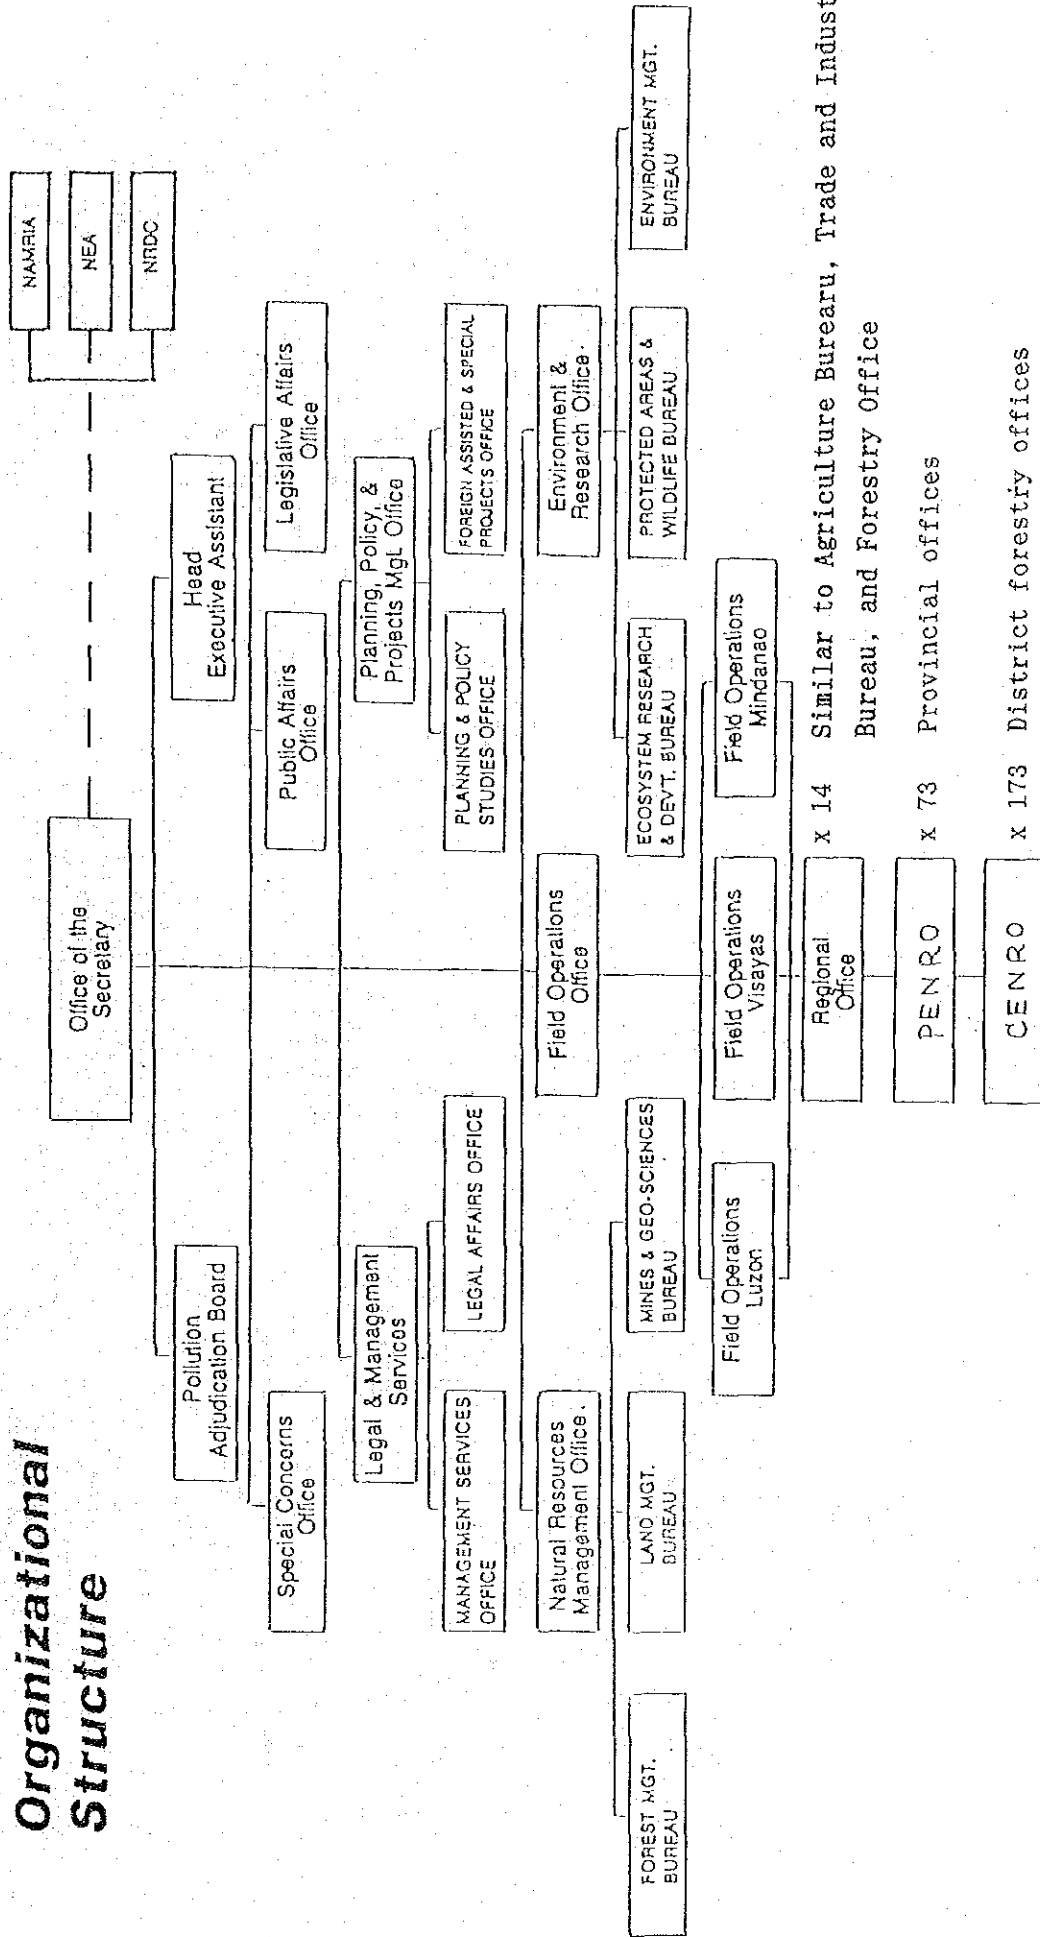 Organizational
Structure
NAMRIA
NEA
NRDC
Office of the
Secretary
Pollution
Adjudication Board
Head
Executive Assistant
Special Concerns
Office
Public Affairs
Office
Legislative Affairs
Office
Legal & Management
Services
Planning, Policy, &
Projects Mgt. Office
MANAGEMENT SERVICES
OFFICE
LEGAL AFFAIRS OFFICE
PLANNING & POLICY
STUDIES OFFICE
FOREIGN ASSISTED & SPECIAL
PROJECTS OFFICE
Natural Resources
Management Office.
Field Operations
Office
Environment &
Research Office.
FOREST MGT.
BUREAU
LAND MGT.
BUREAU
MINES & GEO-SCIENCES
BUREAU
ECOSYSTEM RESEARCH
& DEVT. BUREAU
PROTECTED AREAS &
WILDLIFE BUREAU
ENVIRONMENT MGT.
BUREAU
Field Operations
Luzon
Field Operations
Visayas
Field Operations
Mindanao
Regional
Office
x 14 Similar to Agriculture Burearu, Trade and Indust
Bureau, and Forestry Office
PENRO
x 73 Provincial offices
CENRO
x 173 District forestry offices